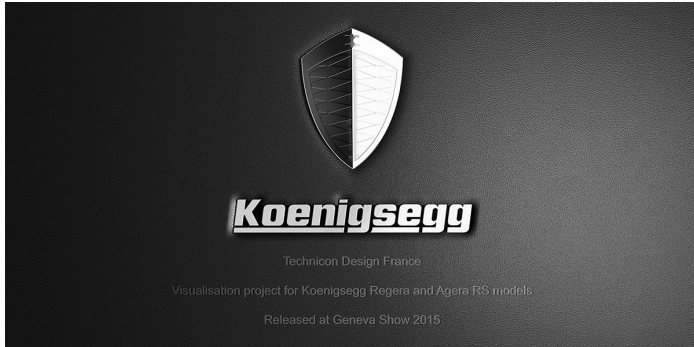 Koenigsegg
Technicon Design France
Visualisation project for Koenigsegg Regera and Agera RS models
Released at Geneva Show 2015